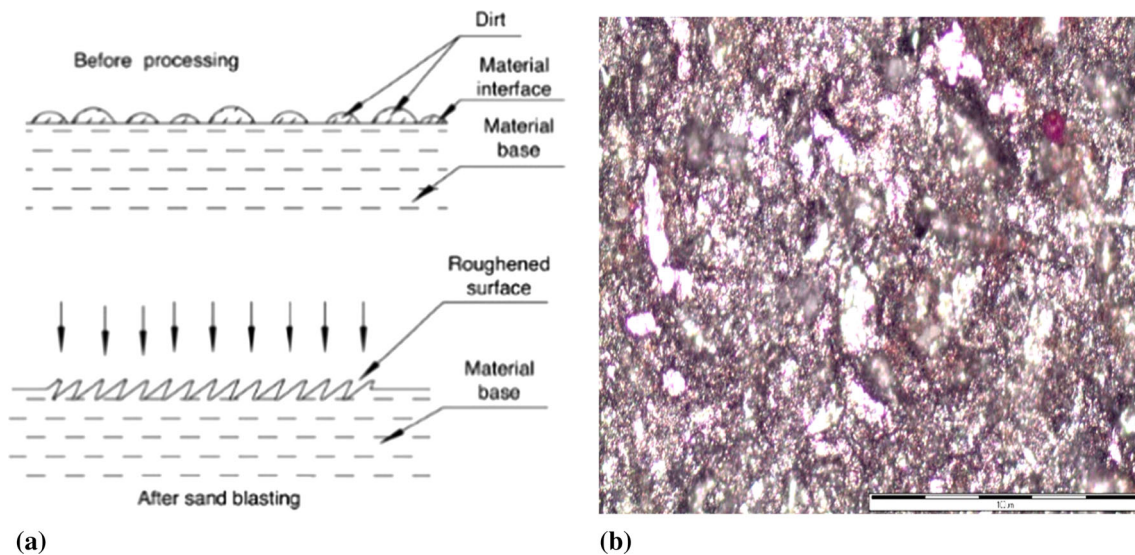 Before processing
Dirt
Material
interface
Material
base
Roughened
surface
Material
base
After sand blasting
(a)
(b)